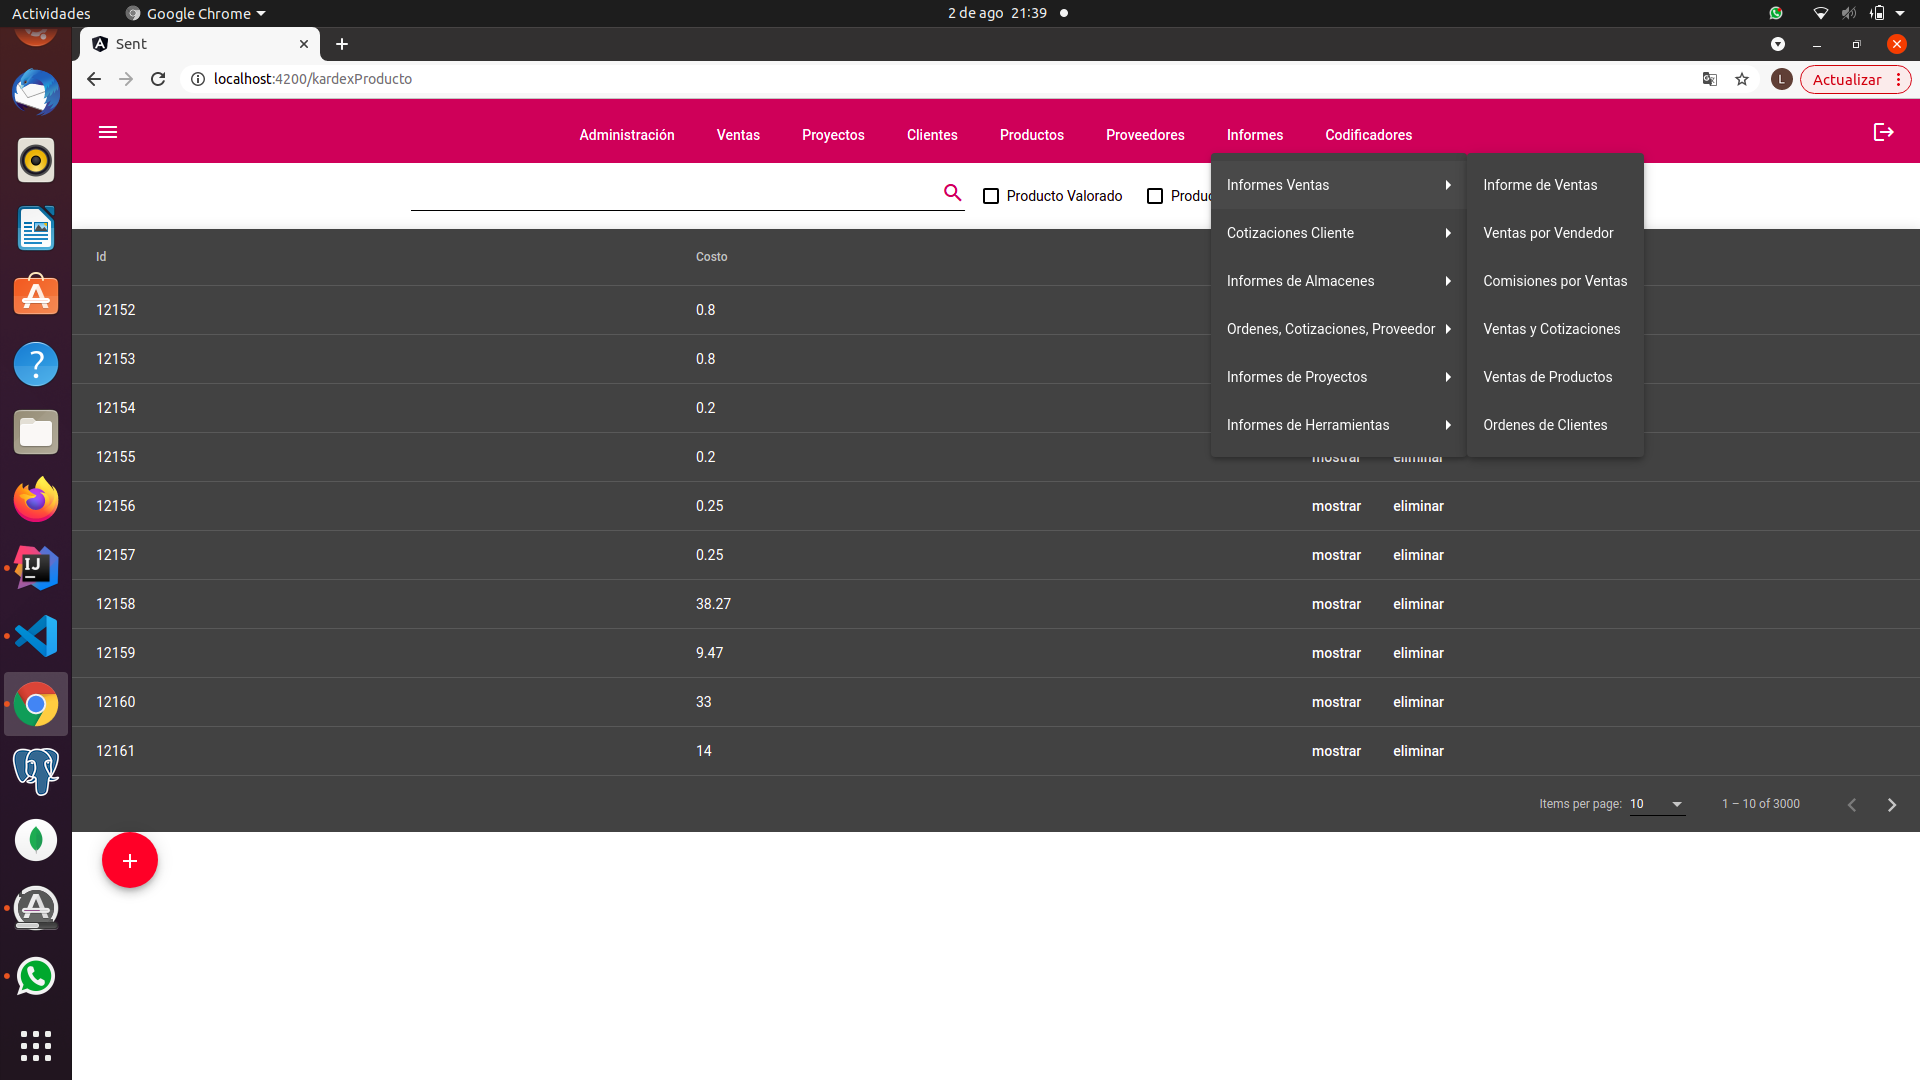 Actividades
Google Chrome
2 de ago 21:39
Sent
localhost:4200/kardexProducto
L
Actualizar
Administración
Ventas
Proyectos
Clientes
Productos
Proveedores
Informes
Codificadores
Producto Valorado
Informes Ventas
Informe de Ventas
Cotizaciones Cliente
Ventas por Vendedor
Informes de Almacenes
Comisiones por Ventas
Ordenes, Cotizaciones, Proveedor
Ventas y Cotizaciones
Informes de Proyectos
Ventas de Productos
Informes de Herramientas
Ordenes de Clientes
Id Costo
12152 0.8
12153 0.8
12154 0.2
12155 0.2 mostrar eliminar
12156 0.25 mostrar eliminar
12157 0.25 mostrar eliminar
12158 38.27 mostrar eliminar
12159 9.47 mostrar eliminar
12160 33 mostrar eliminar
12161 14 mostrar eliminar
Items per page: 10 1 – 10 of 3000
IJ